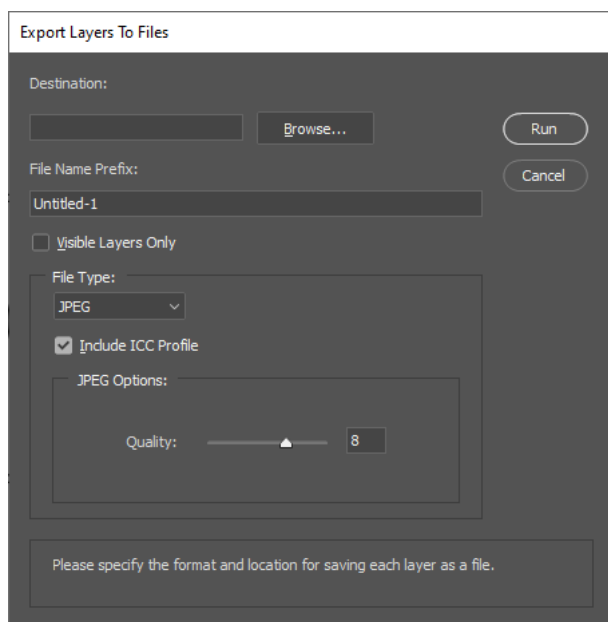 Export Layers To Files
Destination:
Browse...
Run
File Name Prefix:
Cancel
Untitled-1
Visible Layers Only
File Type:
JPEG
Include ICC Profile
JPEG Options:
Quality:
8
Please specify the format and location for saving each layer as a file.